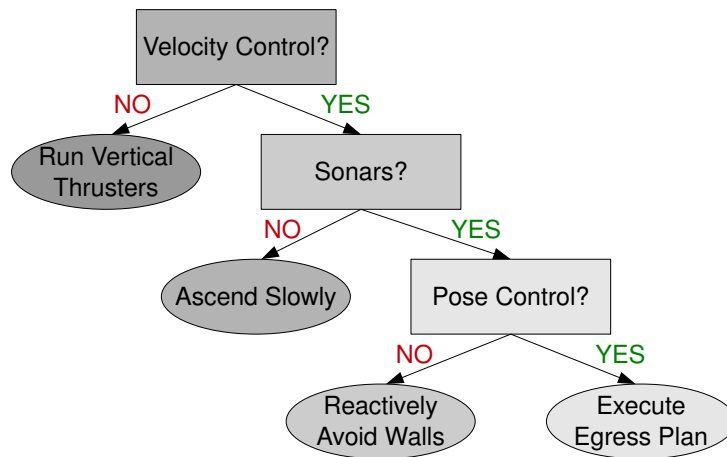 Velocity Control?
NO
YES
Run Vertical
Thrusters
Sonars?
NO
YES
Ascend Slowly
Pose Control?
NO
YES
Reactively
Avoid Walls
Execute
Egress Plan